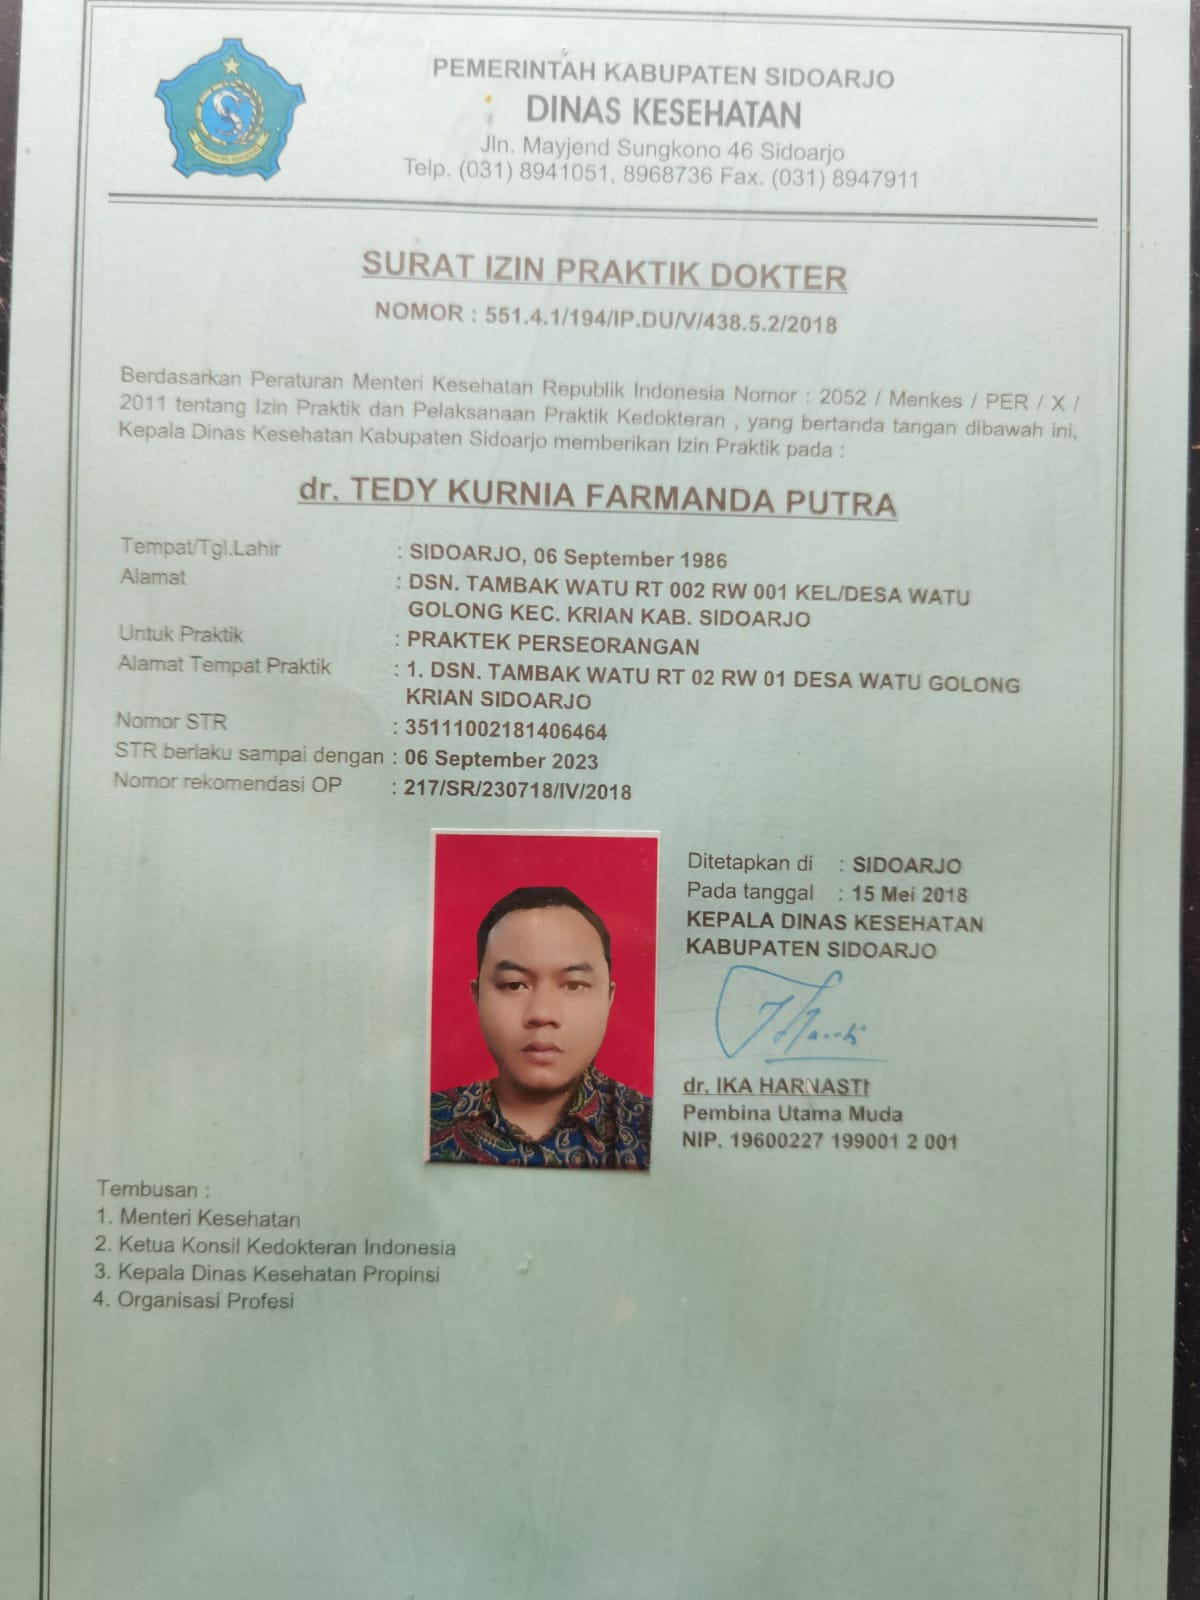 PEMERINTAH KABUPATEN SIDOARJO
DINAS KESEHATAN
Jln. Mayjend Sungkono 46 Sidoarjo
Telp. (031) 8941051, 8968736 Fax. (031) 8947911
SURAT IZIN PRAKTIK DOKTER
NOMOR : 551.4.1/194/IP.DU/V/438.5.2/2018
Berdasarkan Peraturan Menteri Kesehatan Republik Indonesia Nomor : 2052 / Menkes / PER / X /
2011 tentang Izin Praktik dan Pelaksanaan Praktik Kedokteran , yang bertanda tangan dibawah ini,
Kepala Dinas Kesehatan Kabupaten Sidoarjo memberikan Izin Praktik pada :
dr. TEDY KURNIA FARMANDA PUTRA
Tempat/Tgl.Lahir : SIDOARJO, 06 September 1986
Alamat : DSN. TAMBAK WATU RT 002 RW 001 KEL/DESA WATU
GOLONG KEC. KRIAN KAB. SIDOARJO
Untuk Praktik : PRAKTEK PERSEORANGAN
Alamat Tempat Praktik : 1. DSN. TAMBAK WATU RT 02 RW 01 DESA WATU GOLONG
KRIAN SIDOARJO
Nomor STR : 35111002181406464
STR berlaku sampai dengan : 06 September 2023
Nomor rekomendasi OP : 217/SR/230718/IV/2018
Ditetapkan di : SIDOARJO
Pada tanggal : 15 Mei 2018
KEPALA DINAS KESEHATAN
KABUPATEN SIDOARJO
dr. IKA HARNASTI
Pembina Utama Muda
NIP. 19600227 199001 2 001
Tembusan :
1. Menteri Kesehatan
2. Ketua Konsil Kedokteran Indonesia
3. Kepala Dinas Kesehatan Propinsi
4. Organisasi Profesi